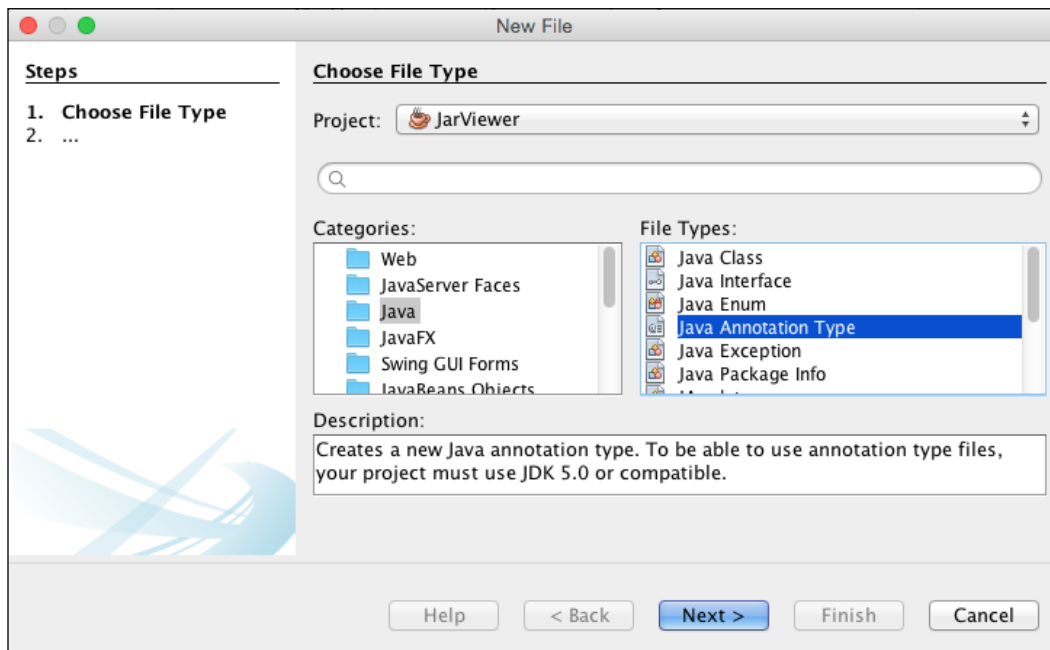 New File
Steps
1. Choose File Type
2. ...
Choose File Type
Project: JarViewer
Categories:
Web
JavaServer Faces
Java
JavaFX
Swing GUI Forms
JavaBeans Objects
File Types:
Java Class
Java Interface
Java Enum
Java Annotation Type
Java Exception
Java Package Info
Description:
Creates a new Java annotation type. To be able to use annotation type files,
your project must use JDK 5.0 or compatible.
Help < Back Next > Finish Cancel